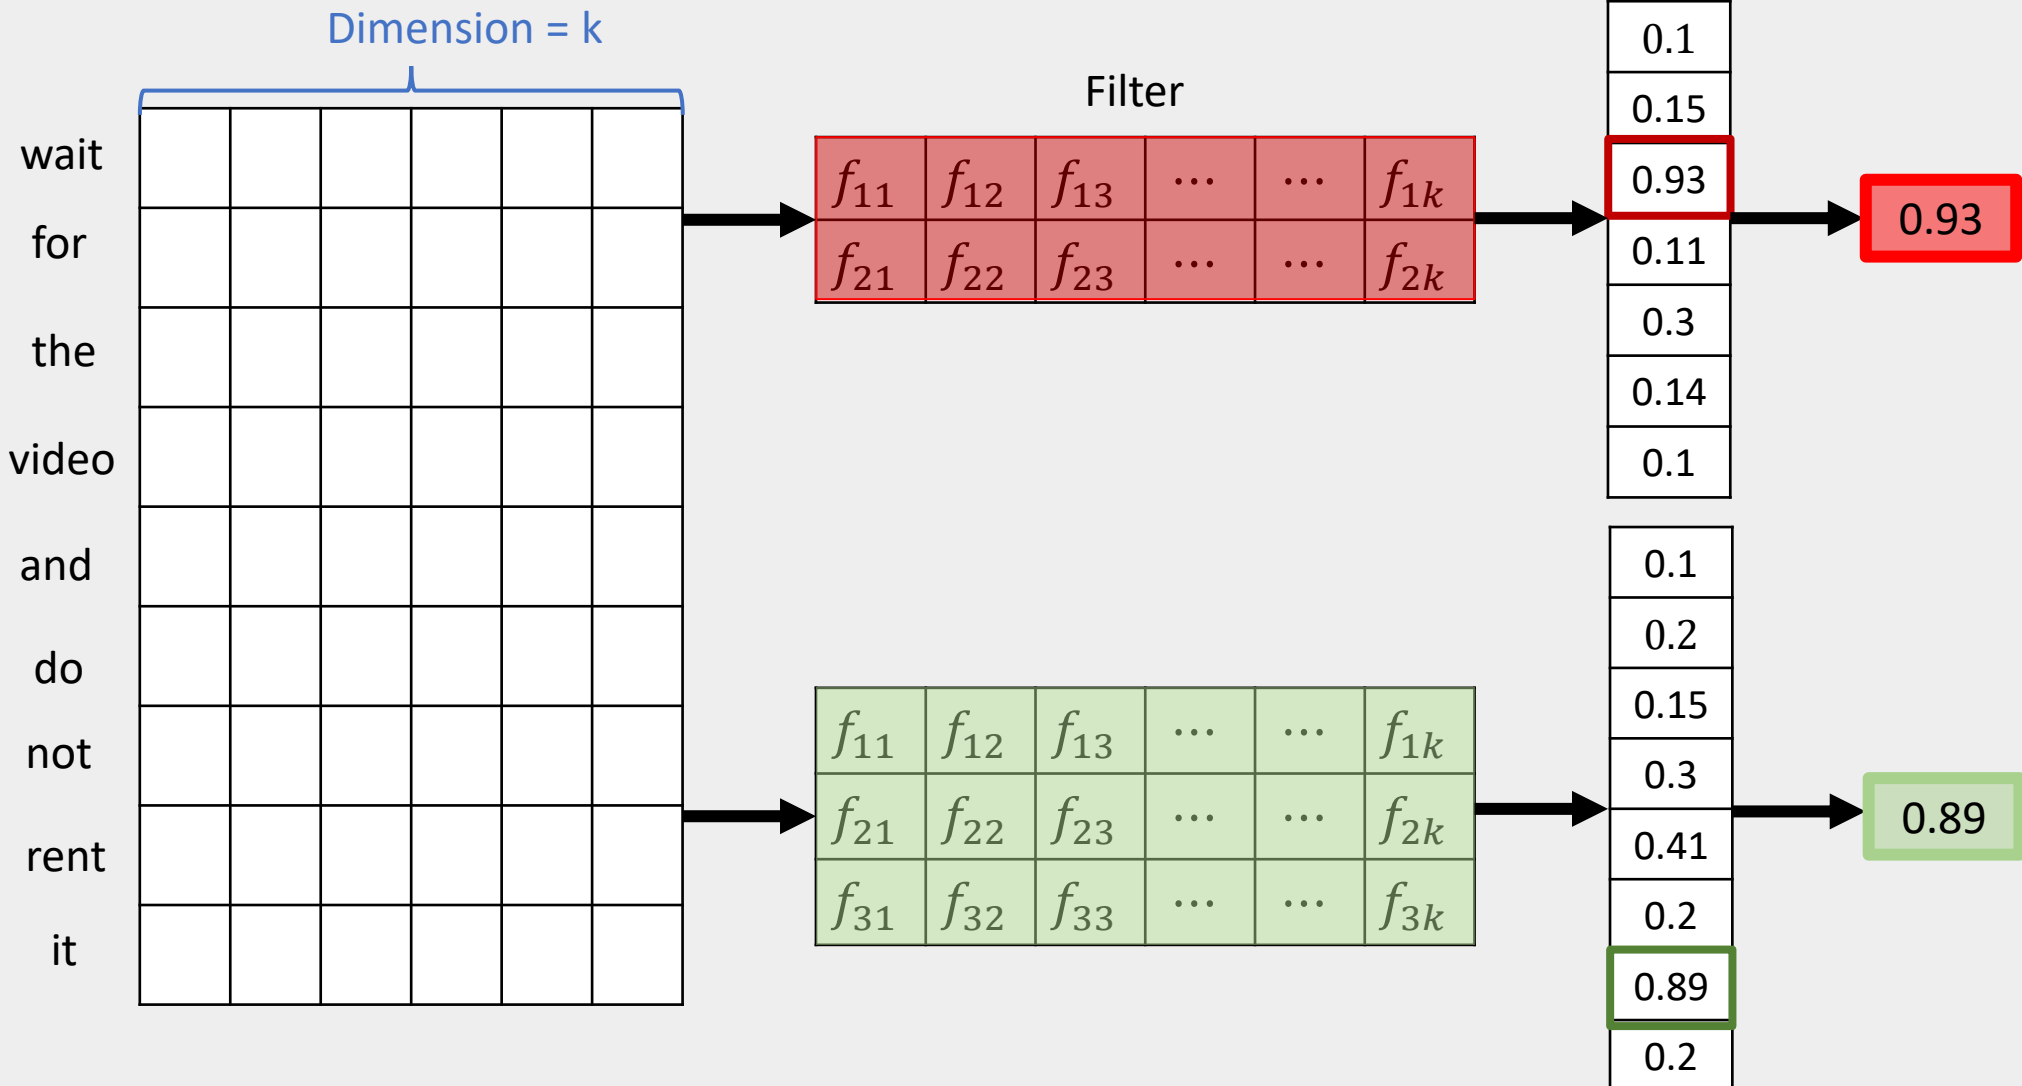 Dimension = k
wait
for
the
video
and
do
not
rent
it
Filter
f11 f12 f13 ... ... f1k
f21 f22 f23 ... ... f2k
0.1
0.15
0.93
0.11
0.3
0.14
0.1
0.93
f11 f12 f13 ... ... f1k
f21 f22 f23 ... ... f2k
f31 f32 f33 ... ... f3k
0.1
0.2
0.15
0.3
0.41
0.2
0.89
0.2
0.89